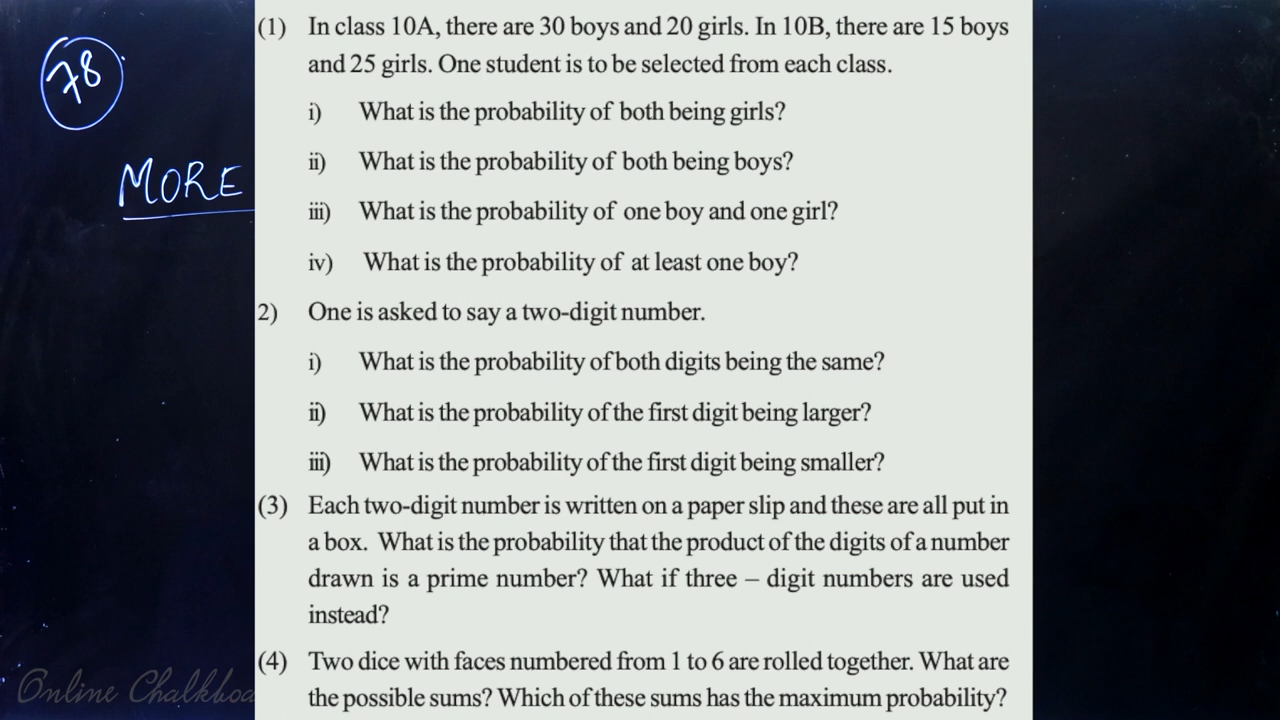 78
MORE
(1) In class 10A, there are 30 boys and 20 girls. In 10B, there are 15 boys
and 25 girls. One student is to be selected from each class.
i) What is the probability of both being girls?
ii) What is the probability of both being boys?
iii) What is the probability of one boy and one girl?
iv) What is the probability of at least one boy?
2) One is asked to say a two-digit number.
i) What is the probability of both digits being the same?
ii) What is the probability of the first digit being larger?
iii) What is the probability of the first digit being smaller?
(3) Each two-digit number is written on a paper slip and these are all put in
a box. What is the probability that the product of the digits of a number
drawn is a prime number? What if three – digit numbers are used
instead?
(4) Two dice with faces numbered from 1 to 6 are rolled together. What are
the possible sums? Which of these sums has the maximum probability?
Online Chalkboa